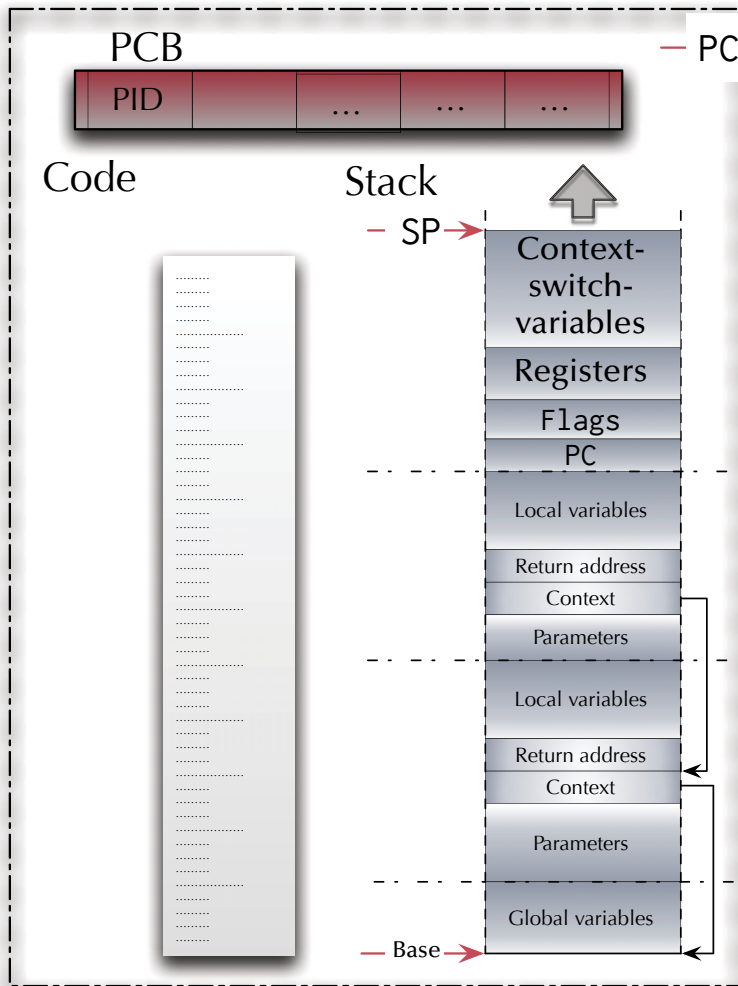 PCB
PC
PID
...
...
...
Code
Stack
SP
Context-
switch-
variables
Registers
Flags
PC
Local variables
Return address
Context
Parameters
Local variables
Return address
Context
Parameters
Global variables
Base